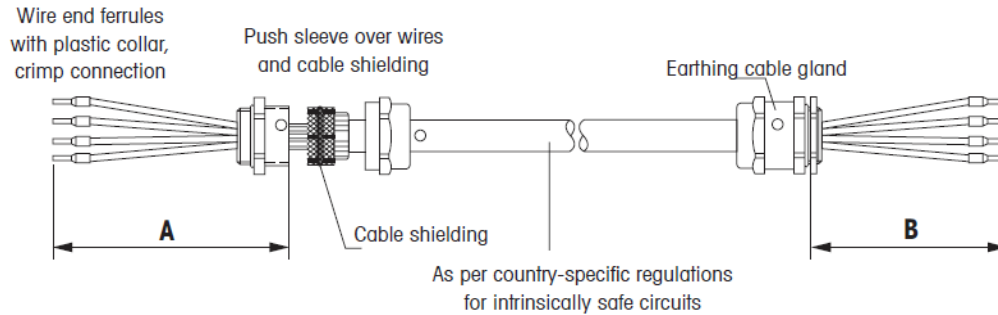 Wire end ferrules
with plastic collar,
crimp connection
Push sleeve over wires
and cable shielding
Earthing cable gland
A
B
Cable shielding
As per country-specific regulations
for intrinsically safe circuits